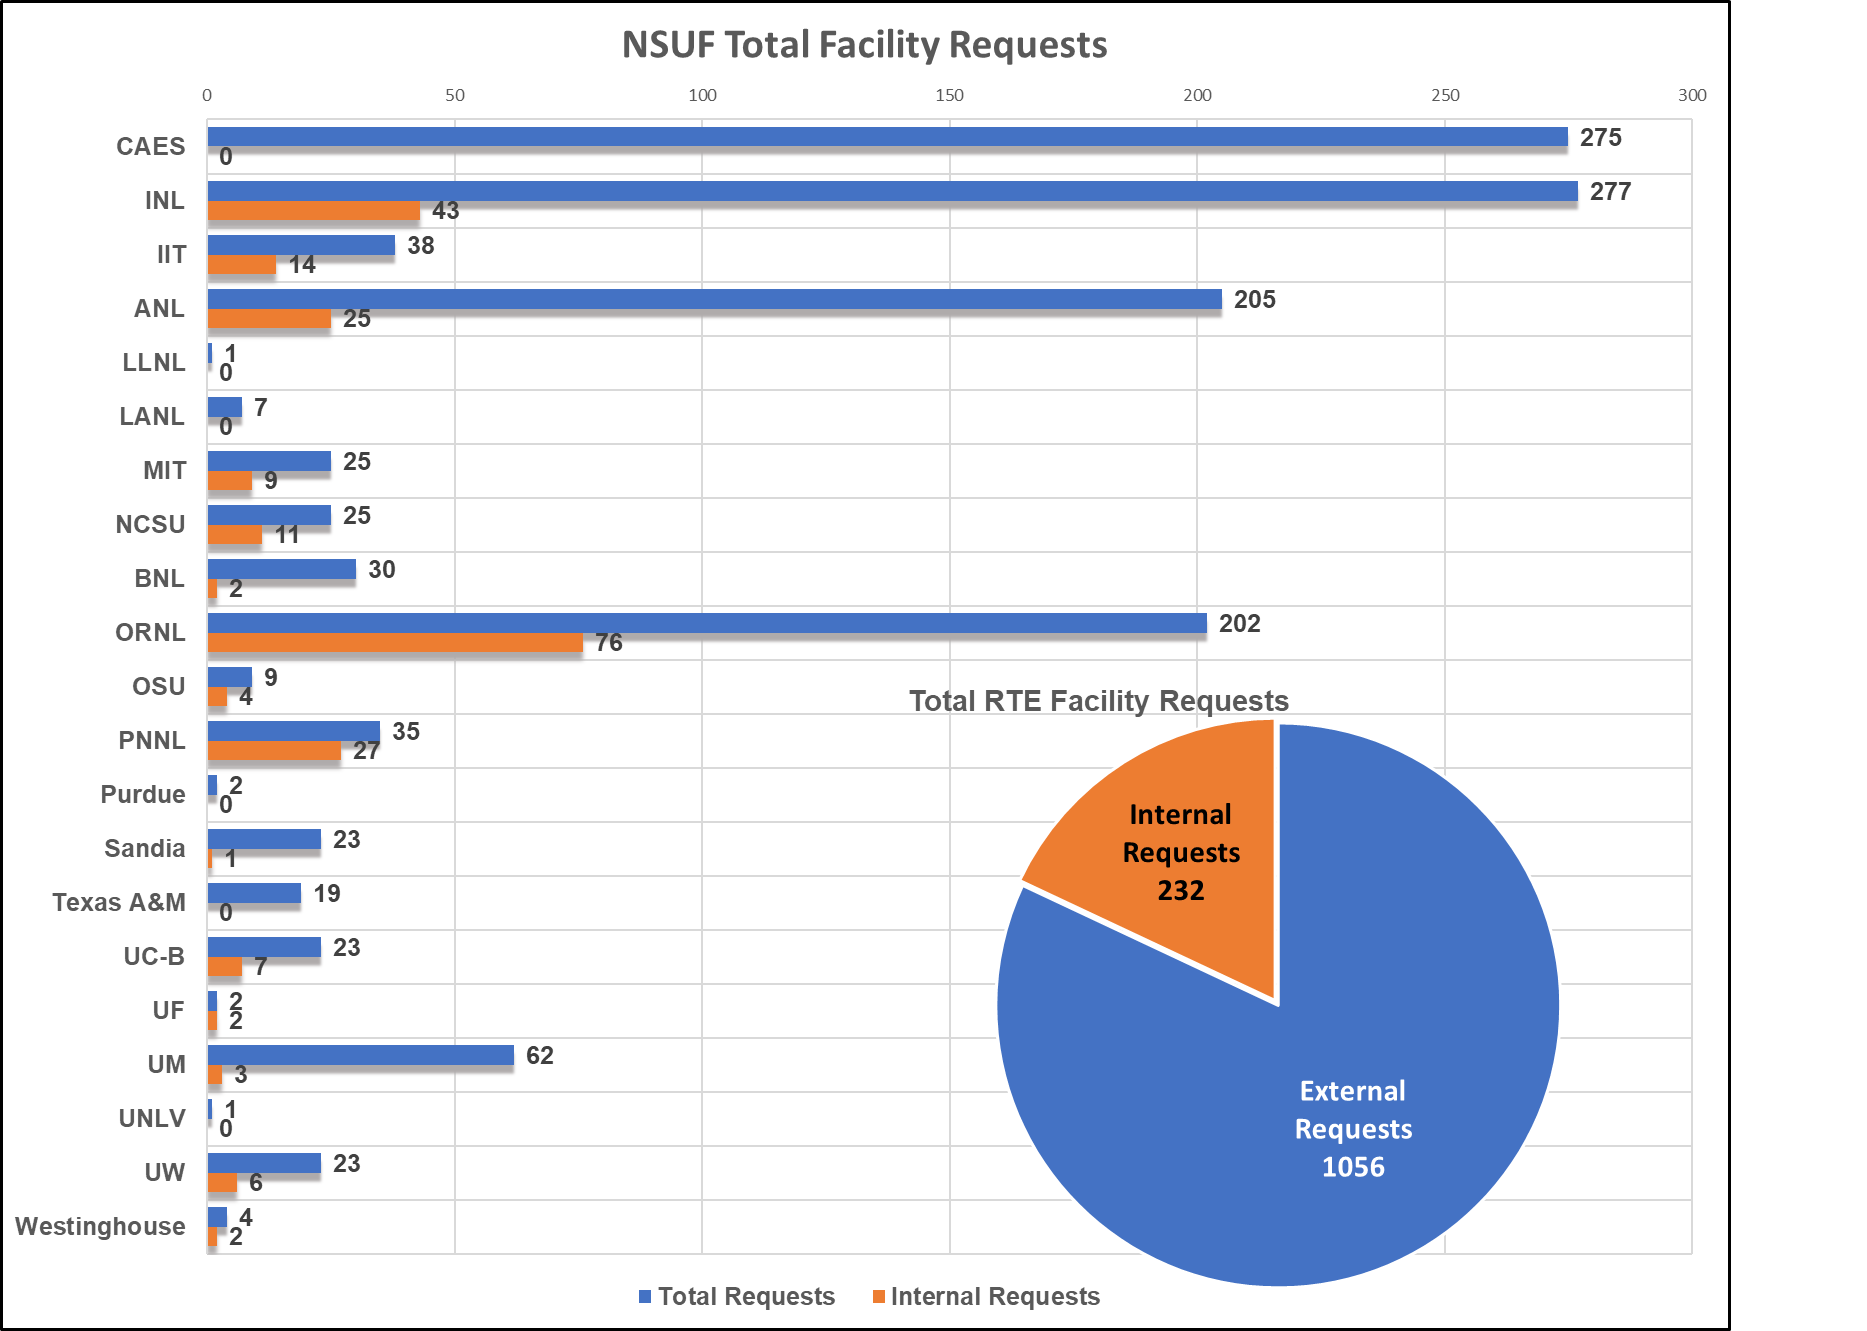 NSUF Total Facility Requests
0 50 100 150 200 250 300
CAES 275
0
INL 277
43
IIT 38
14
ANL 205
25
LLNL 1
0
LANL 7
0
MIT 25
9
NCSU 25
11
BNL 30
2
ORNL 202
76
OSU 9
4
PNNL 35
27
Purdue 2
0
Sandia 23
1
Texas A&M 19
0
UC-B 23
7
UF 2
2
UM 62
3
UNLV 1
0
UW 23
6
Westinghouse 4
2
Total RTE Facility Requests
Internal
Requests
232
External
Requests
1056
Total Requests Internal Requests